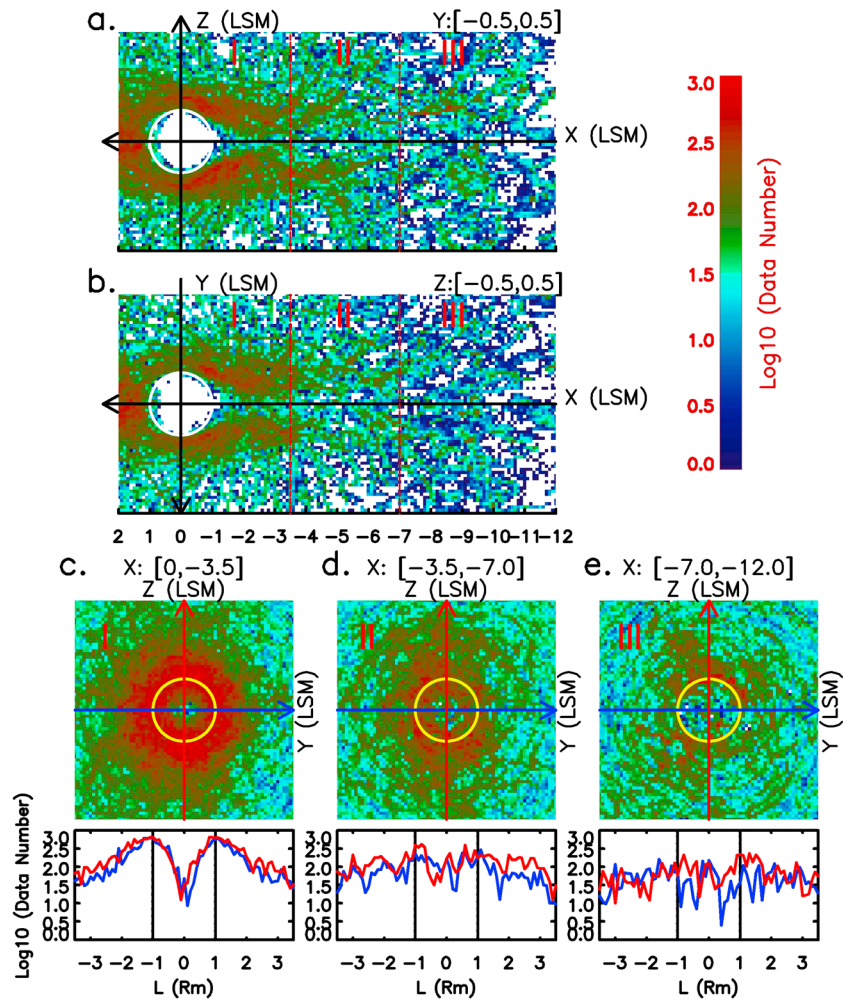 a. Z (LSM) Y:[−0.5,0.5]
I II III
X (LSM)
b. Y (LSM) Z:[−0.5,0.5]
I II III
X (LSM)
2 1 0 -1 -2 -3 -4 -5 -6 -7 -8 -9 -10 -11 -12
3.0
2.5
2.0
1.5
1.0
0.5
0.0
Log10 (Data Number)
c. X: [0,−3.5] d. X: [−3.5,−7.0] e. X: [−7.0,−12.0]
Z (LSM) Z (LSM) Z (LSM)
I II III
Y (LSM) Y (LSM) Y (LSM)
Log10 (Data Number)
3.0 3.0 3.0
2.5 2.5 2.5
2.0 2.0 2.0
1.5 1.5 1.5
1.0 1.0 1.0
0.5 0.5 0.5
0.0 0.0 0.0
-3 -2 -1 0 1 2 3 -3 -2 -1 0 1 2 3 -3 -2 -1 0 1 2 3
L (Rm) L (Rm) L (Rm)